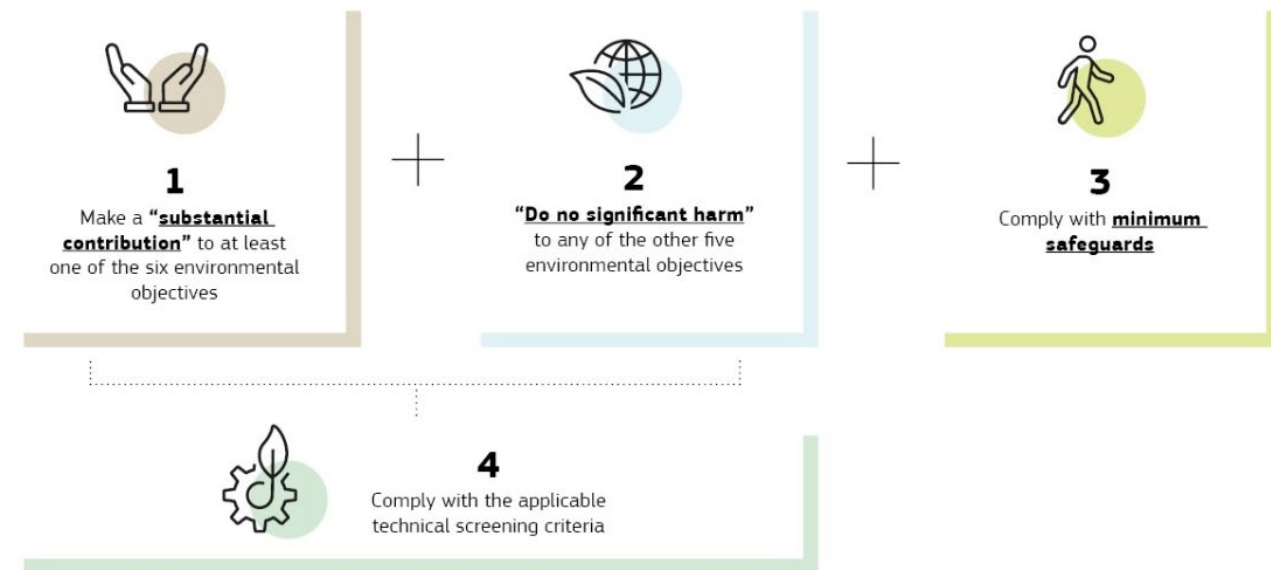 1
Make a “substantial
contribution” to at least
one of the six environmental
objectives
2
“Do no significant harm”
to any of the other five
environmental objectives
3
Comply with minimum
safeguards
4
Comply with the applicable
technical screening criteria